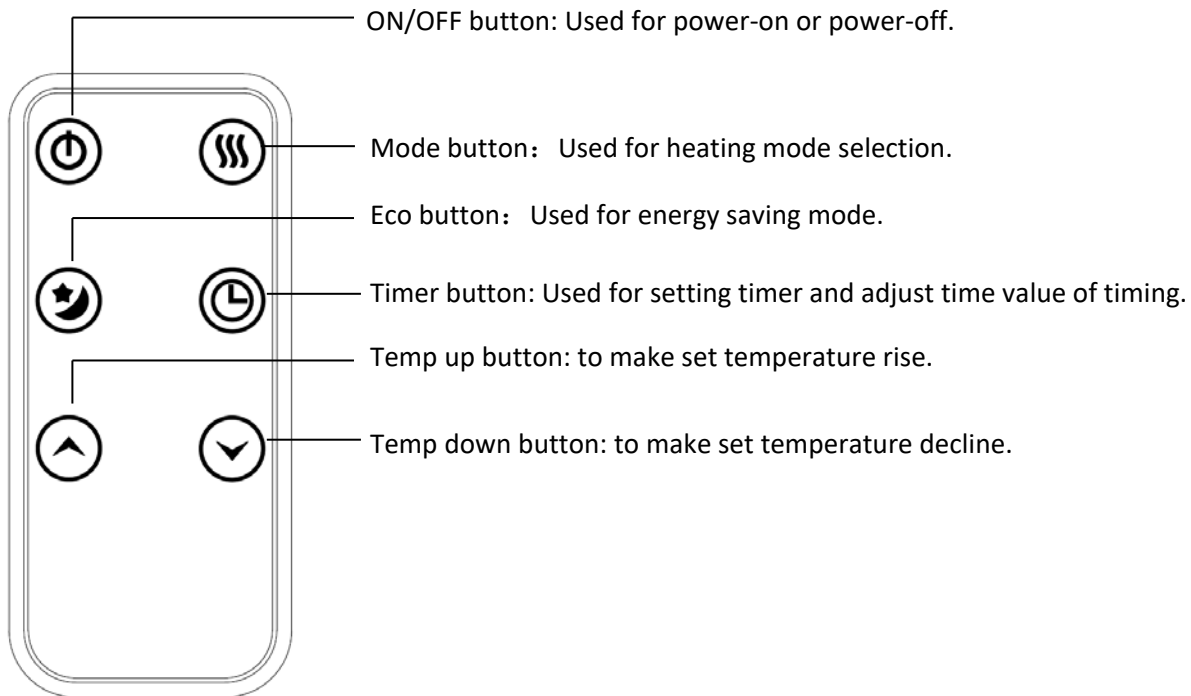 ON/OFF button: Used for power-on or power-off.
Mode button： Used for heating mode selection.
Eco button： Used for energy saving mode.
Timer button: Used for setting timer and adjust time value of timing.
Temp up button: to make set temperature rise.
Temp down button: to make set temperature decline.